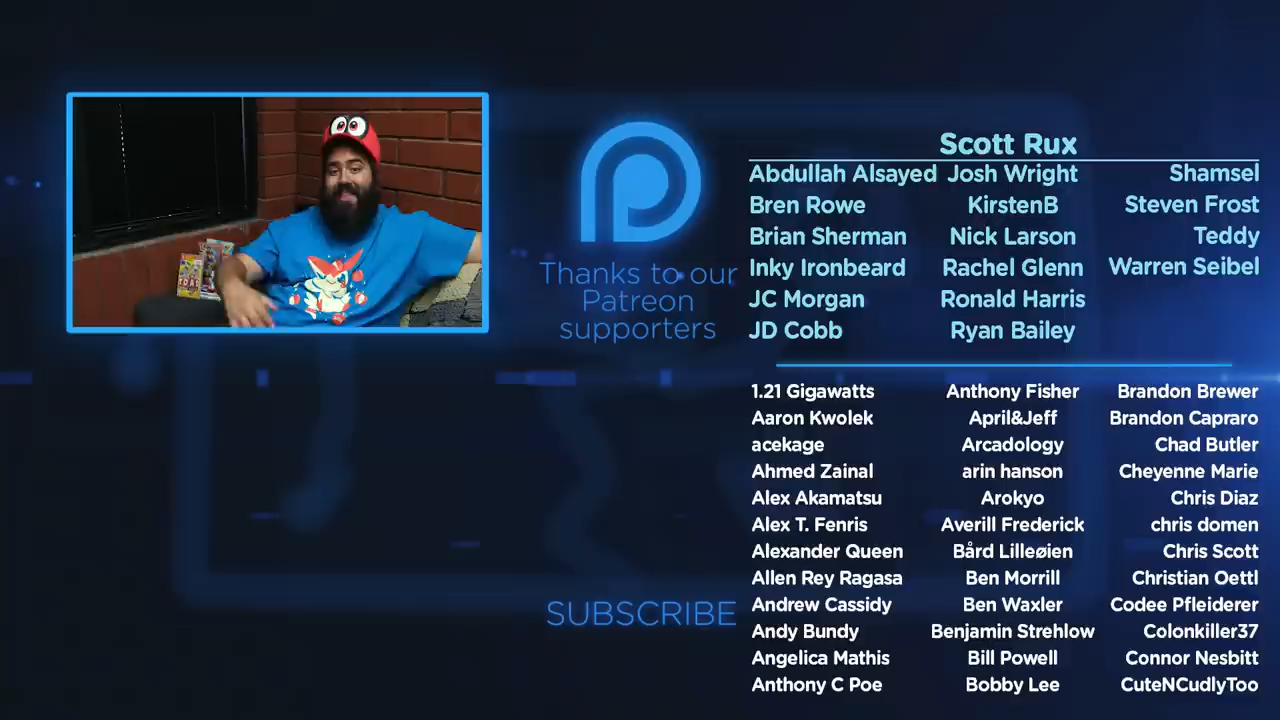 Thanks to our
Patreon
supporters
Scott Rux
Abdullah Alsayed Josh Wright Shamsel
Bren Rowe KirstenB Steven Frost
Brian Sherman Nick Larson Teddy
Inky Ironbeard Rachel Glenn Warren Seibel
JC Morgan Ronald Harris
JD Cobb Ryan Bailey
1.21 Gigawatts Anthony Fisher Brandon Brewer
Aaron Kwolek April&Jeff Brandon Capraro
acekage Arcadology Chad Butler
Ahmed Zainal arin hanson Cheyenne Marie
Alex Akamatsu Arokyo Chris Diaz
Alex T. Fenris Averill Frederick chris domen
Alexander Queen Bård Lilleøien Chris Scott
Allen Rey Ragasa Ben Morrill Christian Oettl
Andrew Cassidy Ben Waxler Codee Pfleiderer
Andy Bundy Benjamin Strehlow Colonkiller37
Angelica Mathis Bill Powell Connor Nesbitt
Anthony C Poe Bobby Lee CuteNCudlyToo
SUBSCRIBE